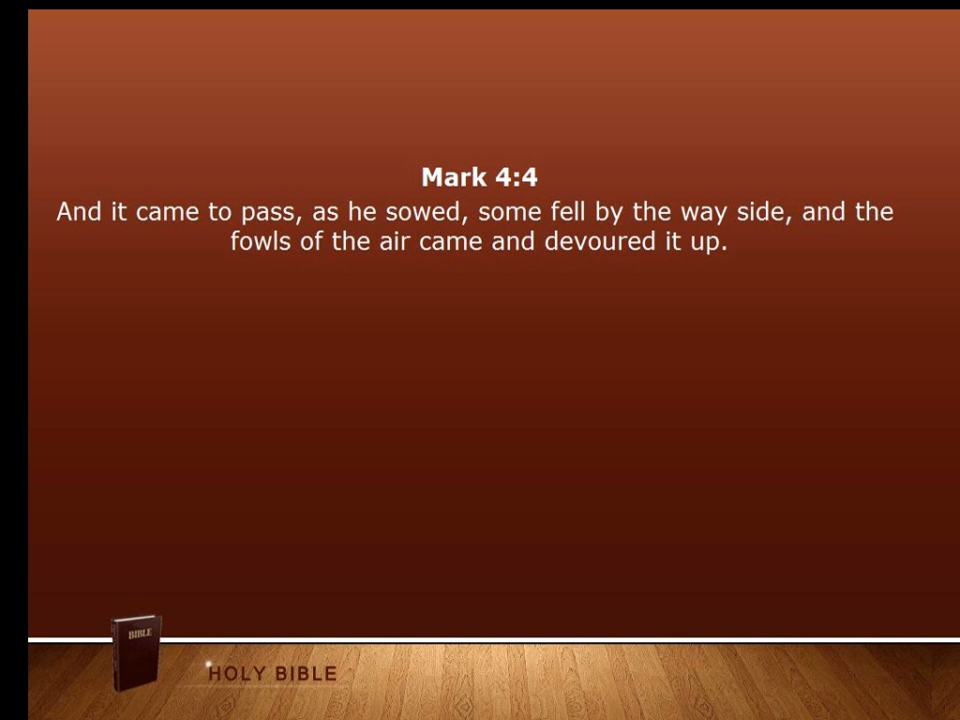 Mark 4:4
And it came to pass, as he sowed, some fell by the way side, and the
fowls of the air came and devoured it up.
BIBLE
HOLY BIBLE